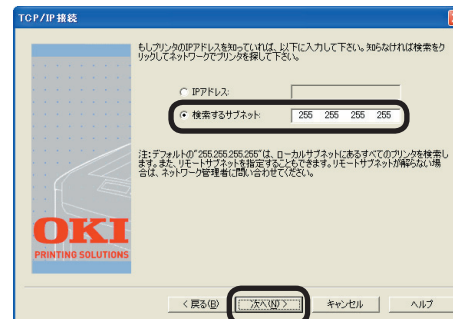 TCP/IP 接続
もしプリンタのIPアドレスを知っていれば、以下に入力して下さい。知らなければ検索をク
リックしてネットワークでプリンタを探して下さい。
IPアドレス:
検索するサブネット:
255 255 255 255
注:デフォルトの"255.255.255.255"は、ローカルサブネットにあるすべてのプリンタを検索し
ます。また、リモートサブネットを指定することもできます。リモートサブネットが解らない場
合は、ネットワーク管理者に問い合わせてください。
OKI
PRINTING SOLUTIONS
< 戻る(B)
次へ(N) >
キャンセル
ヘルプ